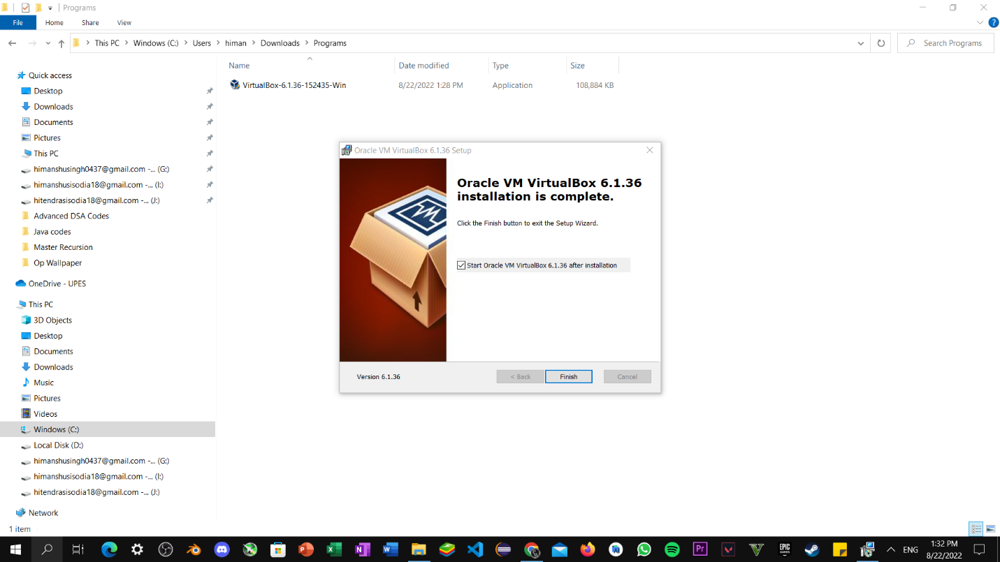 Programs
File Home Share View
This PC Windows (C:) Users himan Downloads Programs
Search Programs
Name Date modified Type Size
VirtualBox-6.1.36-152435-Win 8/22/2022 1:28 PM Application 108,884 KB
Quick access
Desktop
Downloads
Documents
Pictures
This PC
himanshusingh0437@gmail.com -... (G:)
himanshusisodia18@gmail.com -... (I:)
hitendrasisodia18@gmail.com -... (J:)
Advanced DSA Codes
Java codes
Master Recursion
Op Wallpaper
OneDrive - UPES
This PC
3D Objects
Desktop
Documents
Downloads
Music
Pictures
Videos
Windows (C:)
Local Disk (D:)
himanshusingh0437@gmail.com -... (G:)
himanshusisodia18@gmail.com -... (I:)
hitendrasisodia18@gmail.com -... (J:)
Network
1 item
Oracle VM VirtualBox 6.1.36 Setup
Oracle VM VirtualBox 6.1.36
installation is complete.
Click the Finish button to exit the Setup Wizard.
Start Oracle VM VirtualBox 6.1.36 after installation
Version 6.1.36
< Back Finish Cancel
Pr
EPIC
GAMES
ENG
1:32 PM
8/22/2022